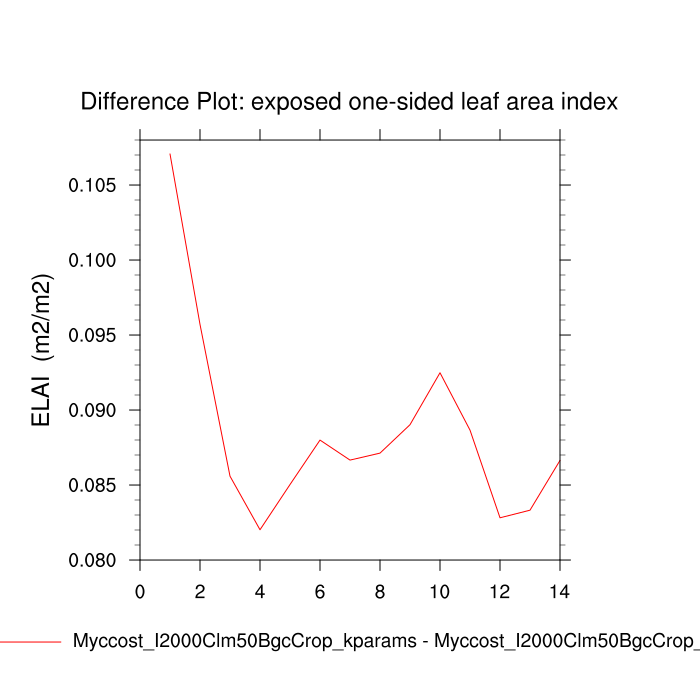 Difference Plot: exposed one-sided leaf area index
ELAI (m2/m2)
0.105
0.100
0.095
0.090
0.085
0.080
0 2 4 6 8 10 12 14
Myccost_I2000Clm50BgcCrop_kparams - Myccost_I2000Clm50BgcCrop_